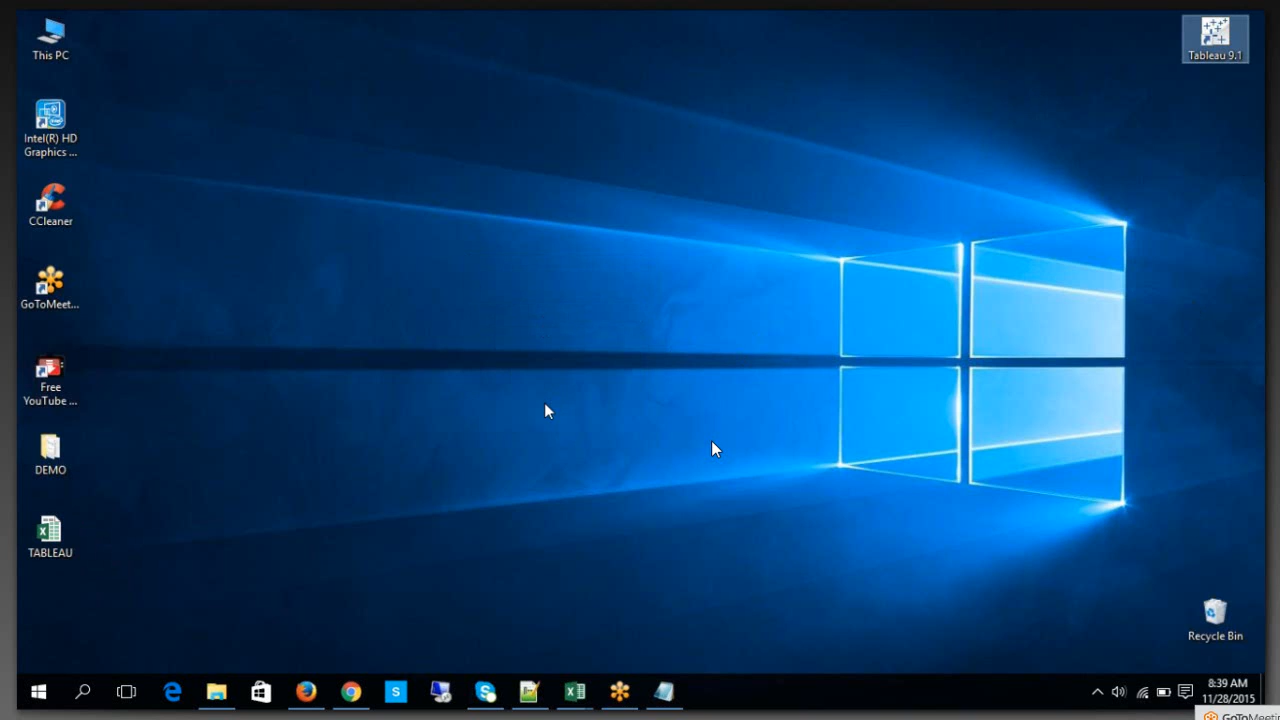 This PC
Tableau 9.1
Intel(R) HD
Graphics ...
CCleaner
GoToMeet...
Free
YouTube ...
DEMO
TABLEAU
Recycle Bin
S
8:39 AM
11/28/2015
GoToMeeti